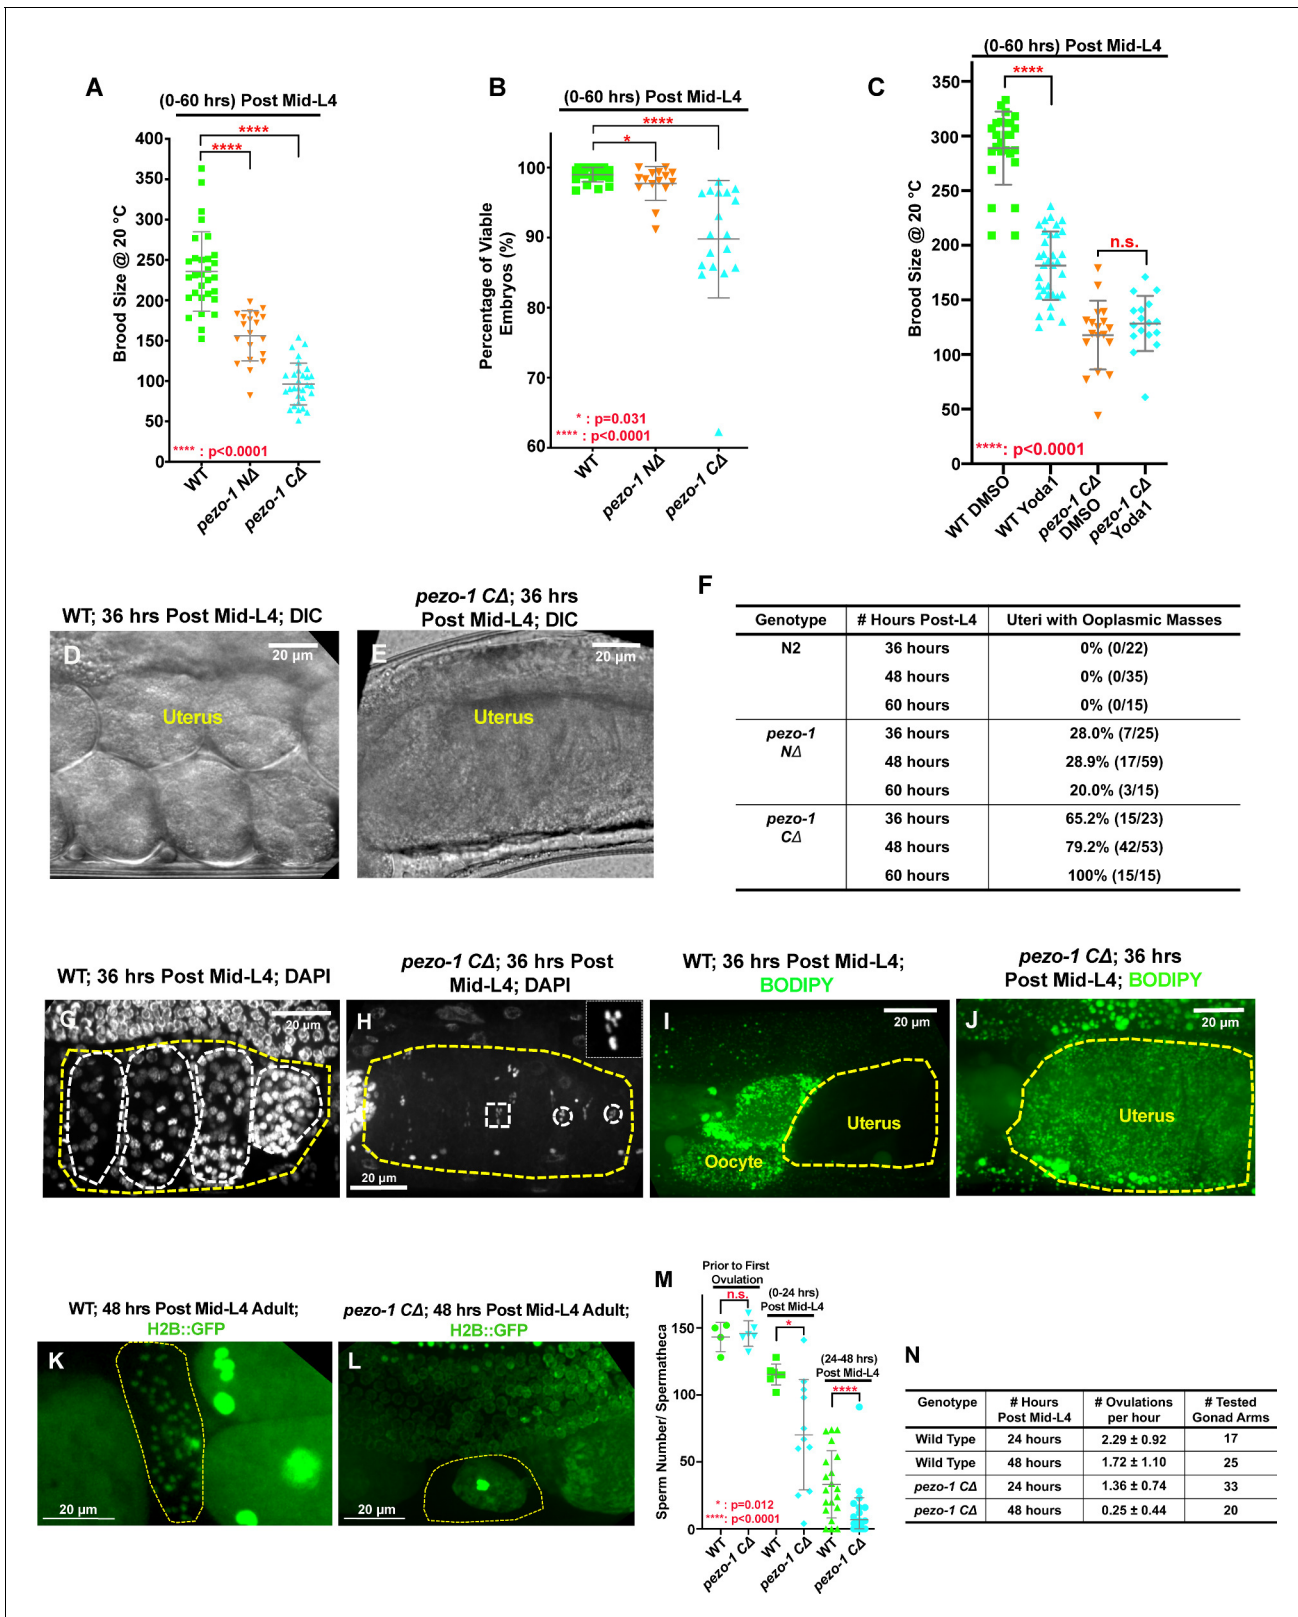 A
(0-60 hrs) Post Mid-L4
****
****
Brood Size @ 20 °C
400
350
300
250
200
150
100
50
0
**** : p<0.0001
WT
pezo-1 NΔ
pezo-1 CΔ
B
(0-60 hrs) Post Mid-L4
****
*
Percentage of Viable
Embryos (%)
100
90
80
70
60
* : p=0.031
**** : p<0.0001
WT
pezo-1 NΔ
pezo-1 CΔ
C
(0-60 hrs) Post Mid-L4
****
n.s.
Brood Size @ 20 °C
350
300
250
200
150
100
50
0
****: p<0.0001
WT DMSO
WT Yoda1
pezo-1 CΔ
DMSO
pezo-1 CΔ
Yoda1
WT; 36 hrs Post Mid-L4; DIC
D
20 µm
Uterus
pezo-1 CΔ; 36 hrs
Post Mid-L4; DIC
E
20 µm
Uterus
F
Genotype # Hours Post-L4 Uteri with Ooplasmic Masses
N2 36 hours 0% (0/22)
48 hours 0% (0/35)
60 hours 0% (0/15)
pezo-1 36 hours 28.0% (7/25)
NΔ
48 hours 28.9% (17/59)
60 hours 20.0% (3/15)
pezo-1 36 hours 65.2% (15/23)
CΔ
48 hours 79.2% (42/53)
60 hours 100% (15/15)
WT; 36 hrs Post Mid-L4; DAPI
G
20 µm
pezo-1 CΔ; 36 hrs Post
Mid-L4; DAPI
H
20 µm
WT; 36 hrs Post Mid-L4;
BODIPY
I
20 µm
Uterus
Oocyte
pezo-1 CΔ; 36 hrs
Post Mid-L4; BODIPY
J
20 µm
Uterus
WT; 48 hrs Post Mid-L4 Adult;
H2B::GFP
K
20 µm
pezo-1 CΔ; 48 hrs Post Mid-L4 Adult;
H2B::GFP
L
20 µm
M
Prior to First
Ovulation
n.s.
(0-24 hrs)
Post Mid-L4
*
(24-48 hrs)
Post Mid-L4
****
Sperm Number/ Spermatheca
150
100
50
0
* : p=0.012
****: p<0.0001
WT
pezo-1 CΔ
WT
pezo-1 CΔ
WT
pezo-1 CΔ
N
Genotype # Hours # Ovulations # Tested
Post Mid-L4 per hour Gonad Arms
Wild Type 24 hours 2.29 ± 0.92 17
Wild Type 48 hours 1.72 ± 1.10 25
pezo-1 CΔ 24 hours 1.36 ± 0.74 33
pezo-1 CΔ 48 hours 0.25 ± 0.44 20